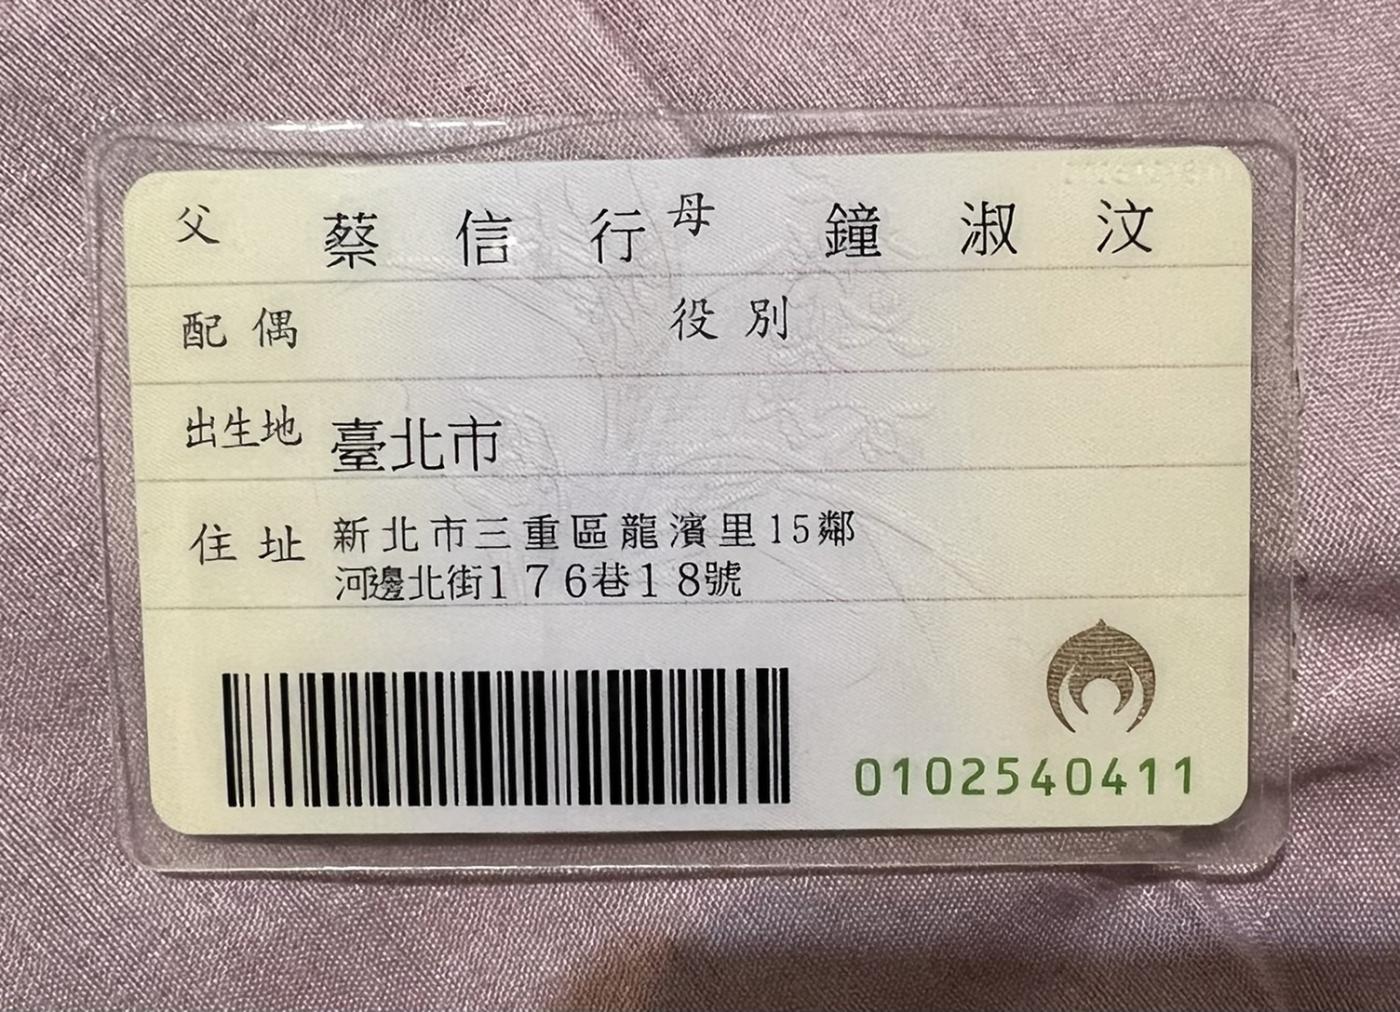 父 蔡信行 母 鐘淑汶
配偶 役別
出生地 臺北市
住址 新北市三重區龍濱里15鄰
河邊北街176巷18號
0102540411